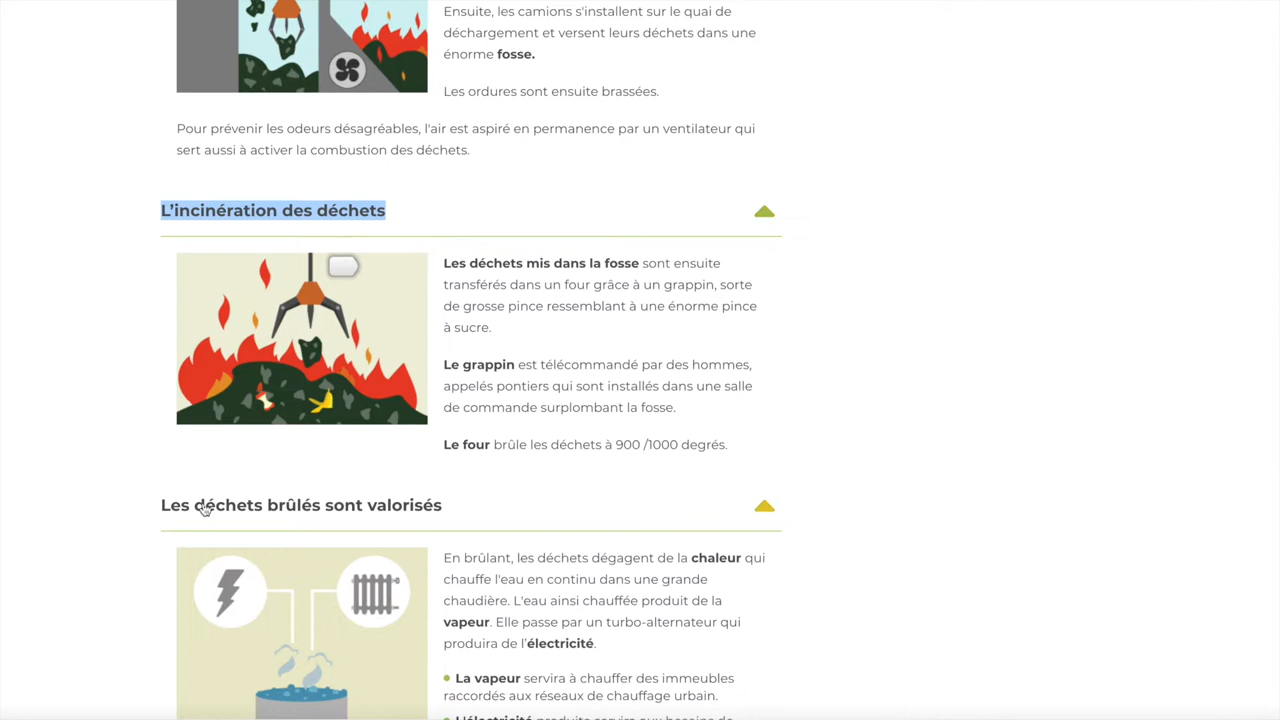 Ensuite, les camions s'installent sur le quai de
déchargement et versent leurs déchets dans une
énorme fosse.
Les ordures sont ensuite brassées.
Pour prévenir les odeurs désagréables, l'air est aspiré en permanence par un ventilateur qui
sert aussi à activer la combustion des déchets.
L'incinération des déchets
Les déchets mis dans la fosse sont ensuite
transférés dans un four grâce à un grappin, sorte
de grosse pince ressemblant à une énorme pince
à sucre.
Le grappin est télécommandé par des hommes,
appelés pontiers qui sont installés dans une salle
de commande surplombant la fosse.
Le four brûle les déchets à 900 /1000 degrés.
Les déchets brûlés sont valorisés
En brûlant, les déchets dégagent de la chaleur qui
chauffe l'eau en continu dans une grande
chaudière. L'eau ainsi chauffée produit de la
vapeur. Elle passe par un turbo-alternateur qui
produira de l'électricité.
La vapeur servira à chauffer des immeubles
raccordés aux réseaux de chauffage urbain.
L'électricité produite servira aux besoins de